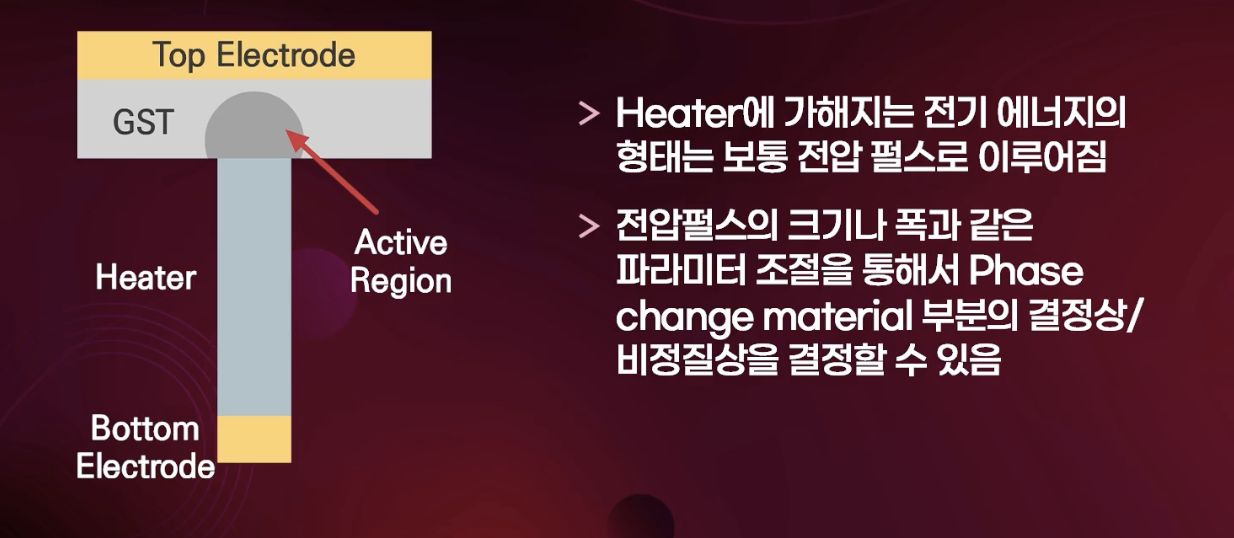 Top Electrode
GST
Active
Region
Heater
Bottom
Electrode
> Heater에 가해지는 전기 에너지의
형태는 보통 전압 펄스로 이루어짐
> 전압펄스의 크기나 폭과 같은
파라미터 조절을 통해서 Phase
change material 부분의 결정상/
비정질상을 결정할 수 있음